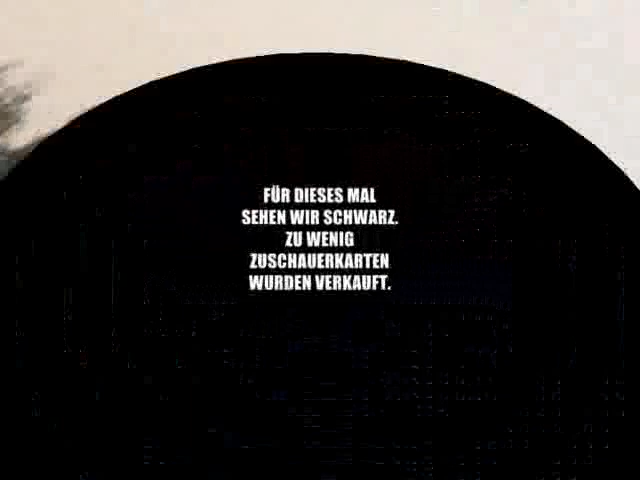 FÜR DIESES MAL
SEHEN WIR SCHWARZ.
ZU WENIG
ZUSCHAUERKARTEN
WURDEN VERKAUFT.